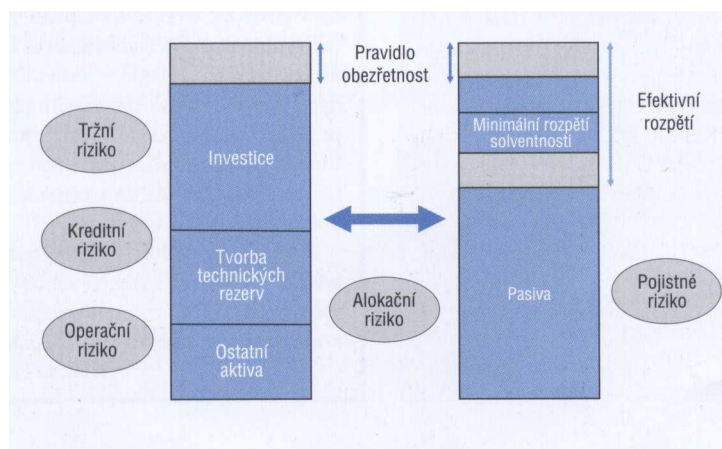 Pravidlo
obezřetnost
Efektivní
rozpětí
Tržní
riziko
Kreditní
riziko
Operační
riziko
Investice
Tvorba
technických
rezerv
Ostatní
aktiva
Alokační
riziko
Minimální rozpětí
solventnosti
Pasiva
Pojistné
riziko